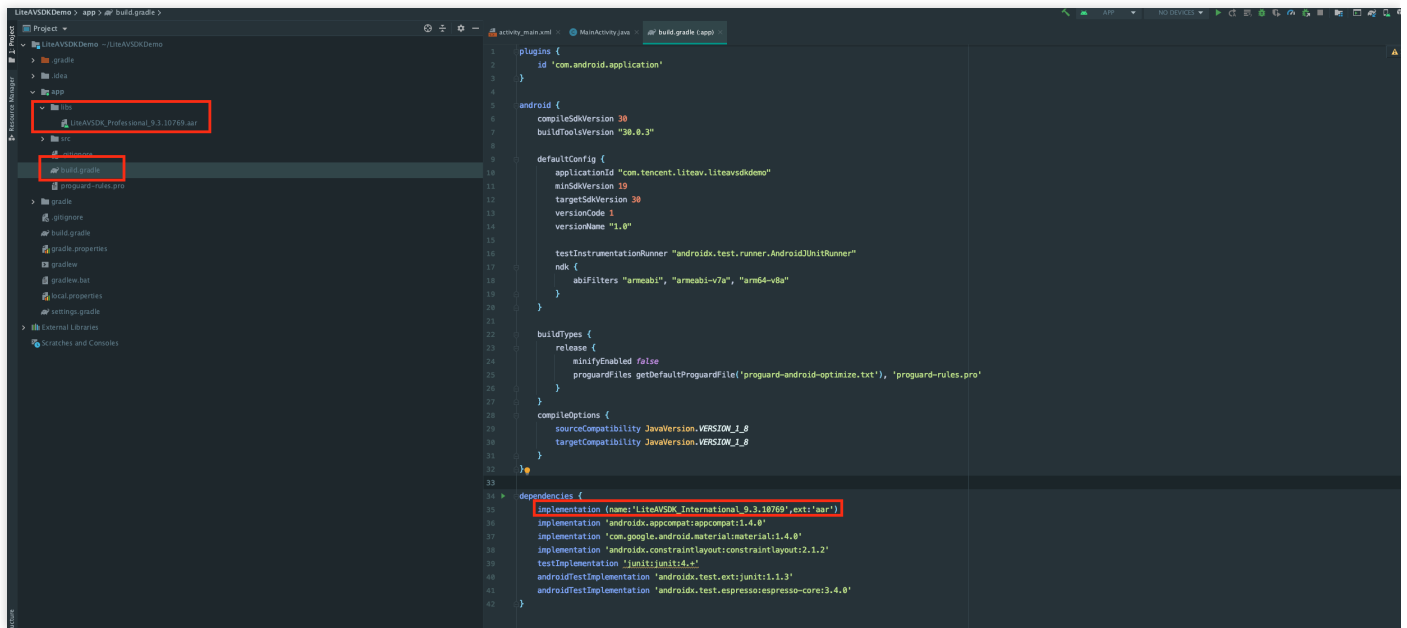 LiteAVSDKDemo > app > build.gradle >
APP
NO DEVICES
1: Project
Resource Manager
Project
LiteAVSDKDemo ~/LiteAVSDKDemo
.gradle
.idea
app
libs
LiteAVSDK_Professional_9.3.10769.aar
src
.gitignore
build.gradle
proguard-rules.pro
gradle
.gitignore
build.gradle
gradle.properties
gradlew
gradlew.bat
local.properties
settings.gradle
External Libraries
Scratches and Consoles
activity_main.xml
MainActivity.java
build.gradle (:app)
1 plugins {
2 id 'com.android.application'
3 }
4
5 android {
6 compileSdkVersion 30
7 buildToolsVersion "30.0.3"
8
9 defaultConfig {
10 applicationId "com.tencent.liteav.liteavsdkdemo"
11 minSdkVersion 19
12 targetSdkVersion 30
13 versionCode 1
14 versionName "1.0"
15
16 testInstrumentationRunner "androidx.test.runner.AndroidJUnitRunner"
17 ndk {
18 abiFilters "armeabi", "armeabi-v7a", "arm64-v8a"
19 }
20 }
21
22 buildTypes {
23 release {
24 minifyEnabled false
25 proguardFiles getDefaultProguardFile('proguard-android-optimize.txt'), 'proguard-rules.pro'
26 }
27 }
28 compileOptions {
29 sourceCompatibility JavaVersion.VERSION_1_8
30 targetCompatibility JavaVersion.VERSION_1_8
31 }
32 }
33
34 dependencies {
35 implementation (name:'LiteAVSDK_International_9.3.10769',ext:'aar')
36 implementation 'androidx.appcompat:appcompat:1.4.0'
37 implementation 'com.google.android.material:material:1.4.0'
38 implementation 'androidx.constraintlayout:constraintlayout:2.1.2'
39 testImplementation 'junit:junit:4.+'
40 androidTestImplementation 'androidx.test.ext:junit:1.1.3'
41 androidTestImplementation 'androidx.test.espresso:espresso-core:3.4.0'
42 }